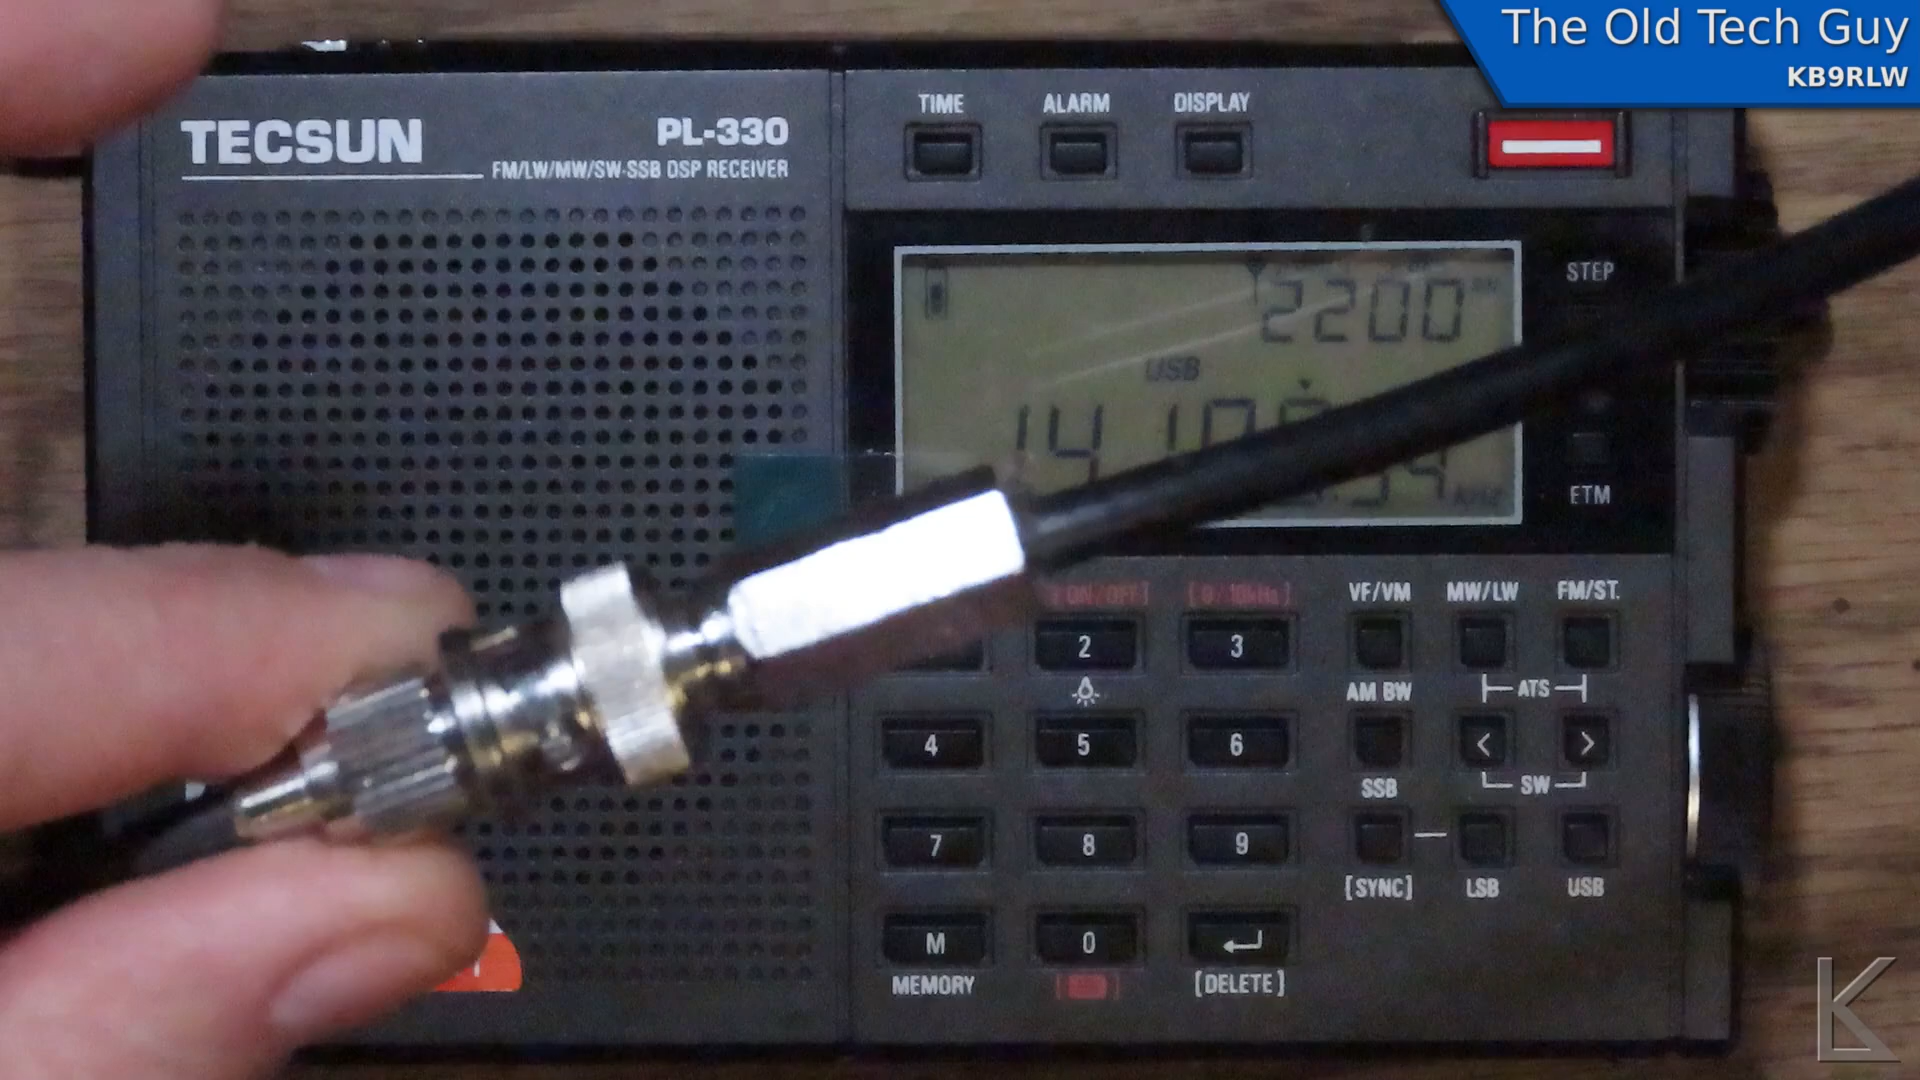 The Old Tech Guy
KB9RLW
TIME ALARM DISPLAY
TECSUN PL-330
FM/LW/MW/SW-SSB DSP RECEIVER
STEP
2200
USB
14
ETM
VF/VM MW/LW FM/ST.
2 3
AM BW ATS
4 5 6 < >
SSB SW
7 8 9
[SYNC] LSB USB
M 0
MEMORY [DELETE]
K